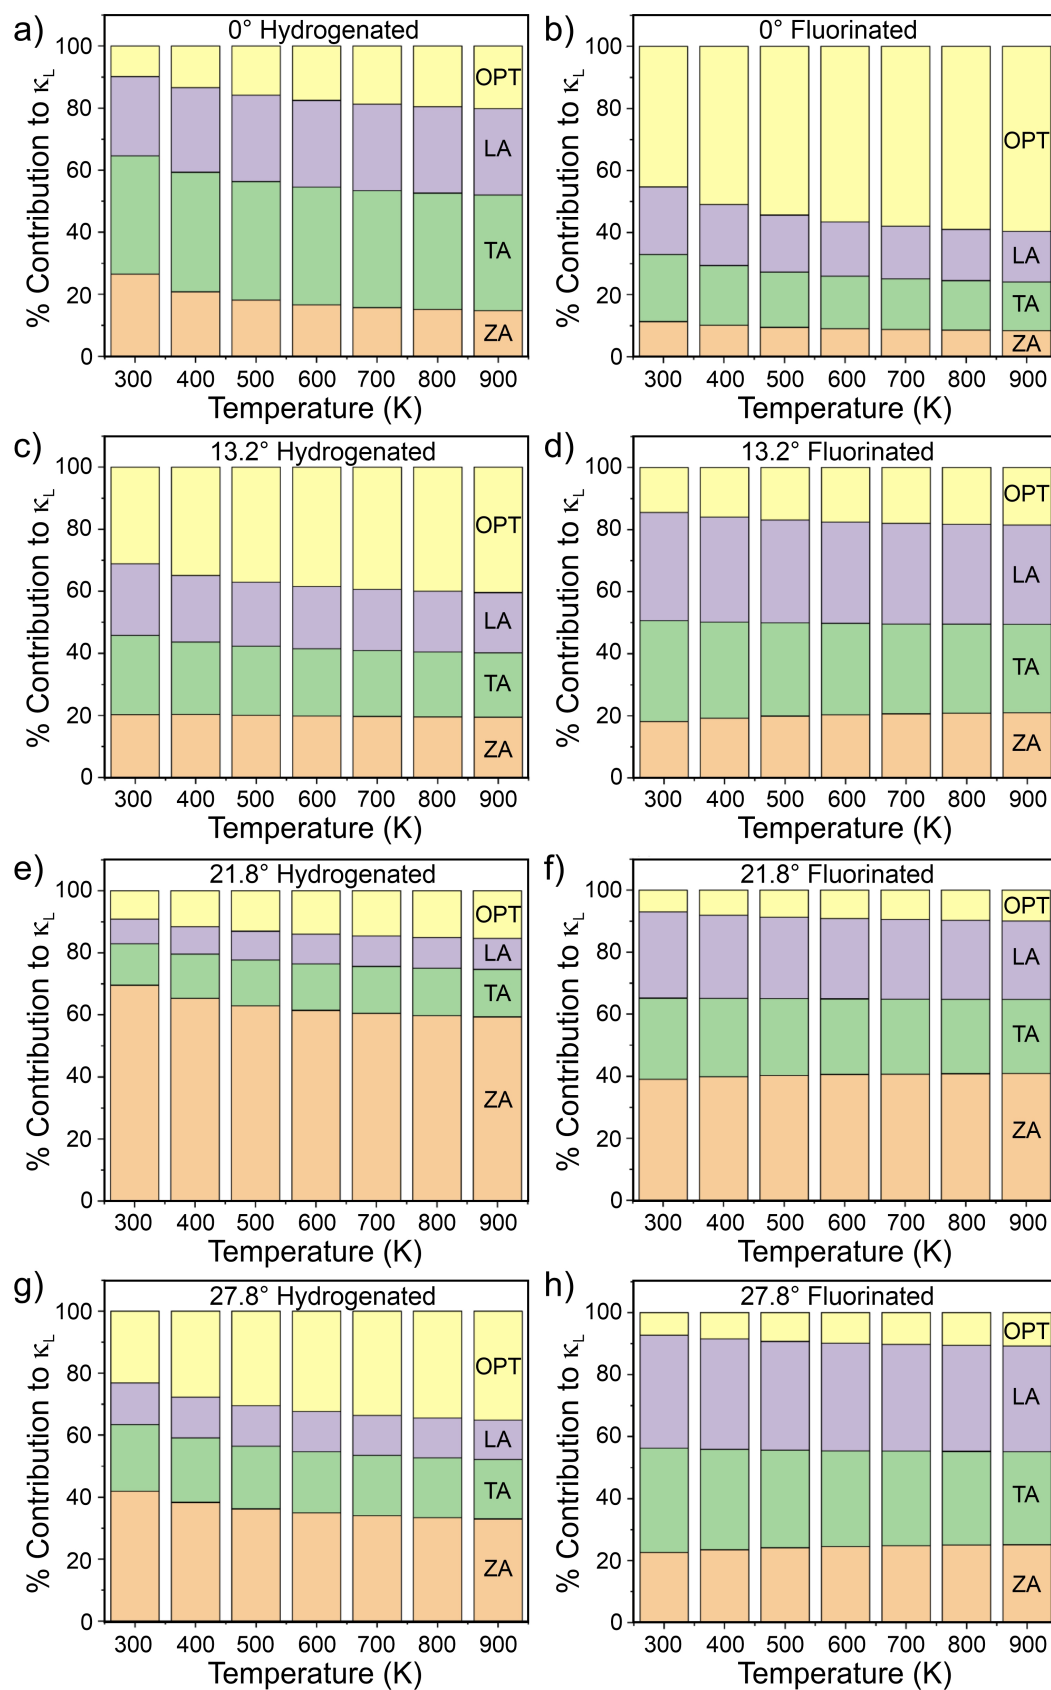 a)
0° Hydrogenated
% Contribution to κL
100
80
60
40
20
0
OPT
LA
TA
ZA
300 400 500 600 700 800 900
Temperature (K)
b)
0° Fluorinated
% Contribution to κL
100
80
60
40
20
0
OPT
LA
TA
ZA
300 400 500 600 700 800 900
Temperature (K)
c)
13.2° Hydrogenated
% Contribution to κL
100
80
60
40
20
0
OPT
LA
TA
ZA
300 400 500 600 700 800 900
Temperature (K)
d)
13.2° Fluorinated
% Contribution to κL
100
80
60
40
20
0
OPT
LA
TA
ZA
300 400 500 600 700 800 900
Temperature (K)
e)
21.8° Hydrogenated
% Contribution to κL
100
80
60
40
20
0
OPT
LA
TA
ZA
300 400 500 600 700 800 900
Temperature (K)
f)
21.8° Fluorinated
% Contribution to κL
100
80
60
40
20
0
OPT
LA
TA
ZA
300 400 500 600 700 800 900
Temperature (K)
g)
27.8° Hydrogenated
% Contribution to κL
100
80
60
40
20
0
OPT
LA
TA
ZA
300 400 500 600 700 800 900
Temperature (K)
h)
27.8° Fluorinated
% Contribution to κL
100
80
60
40
20
0
OPT
LA
TA
ZA
300 400 500 600 700 800 900
Temperature (K)